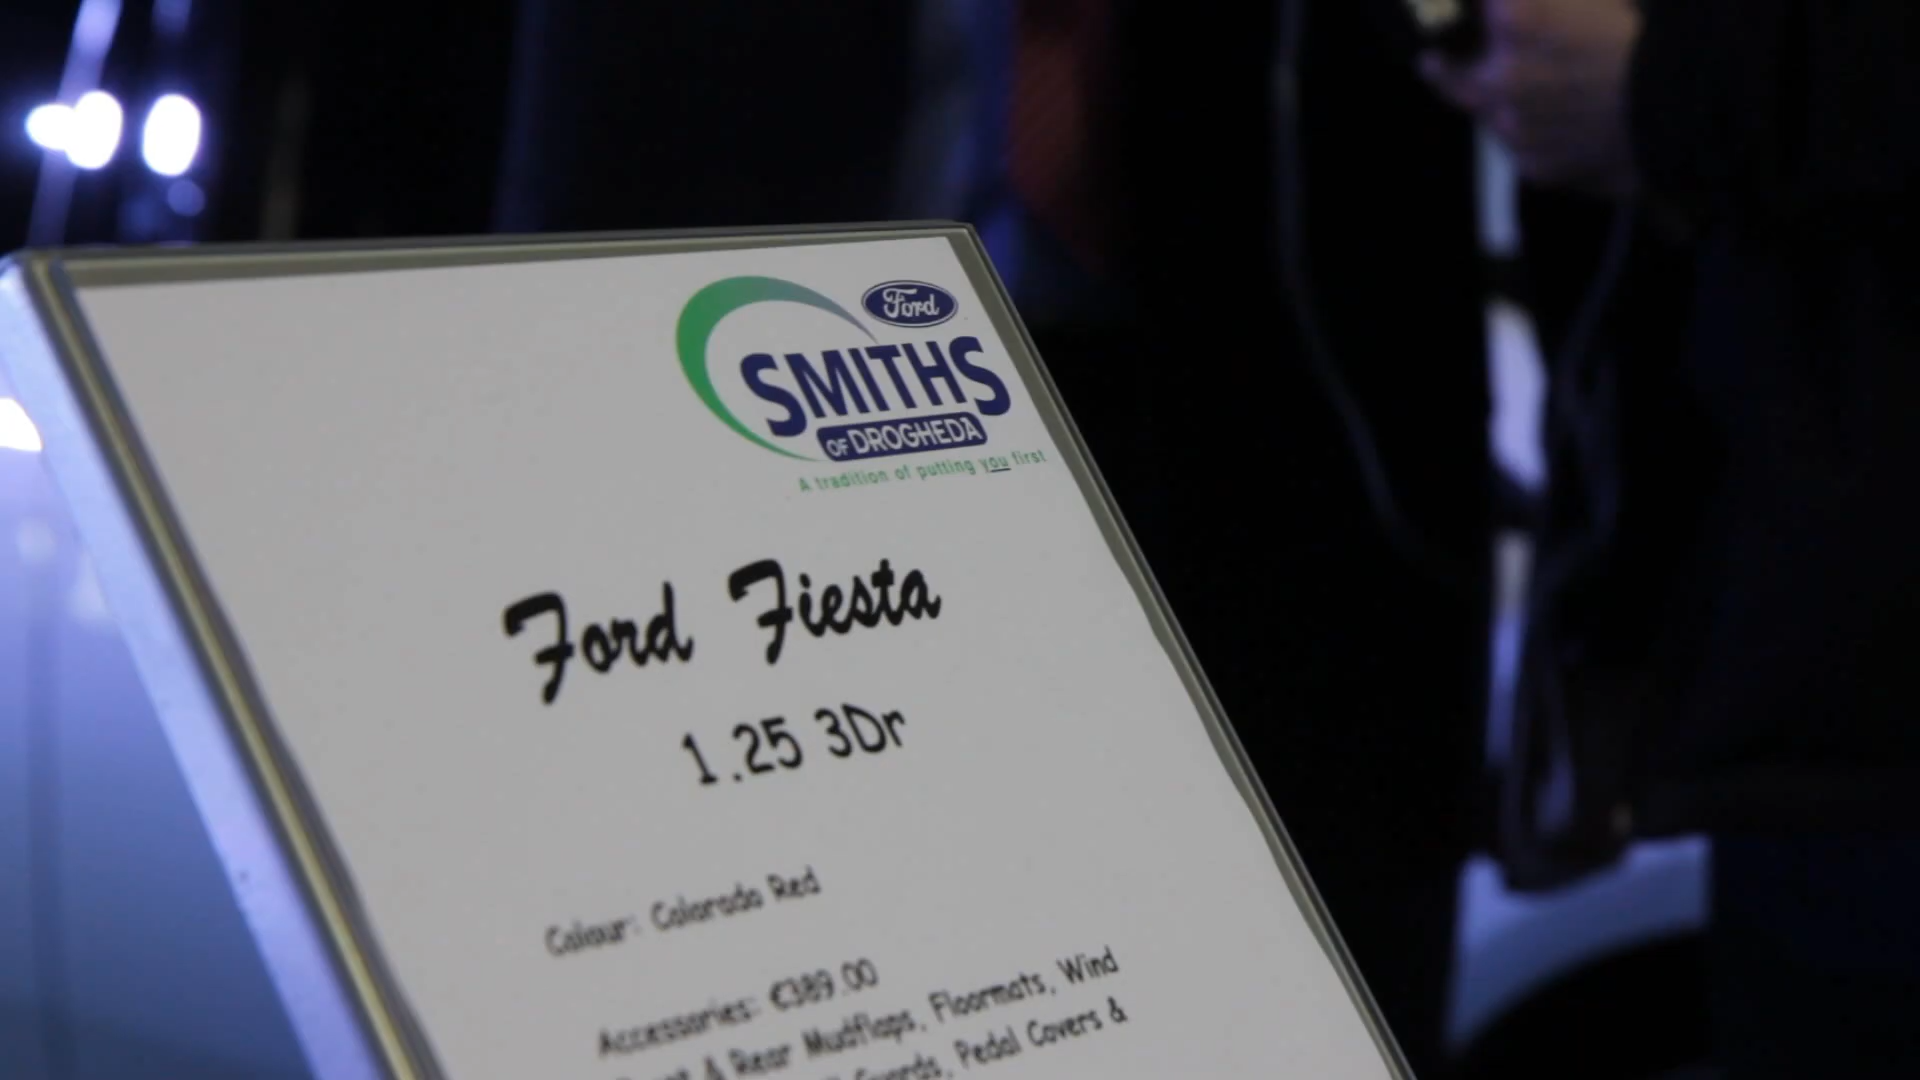 Ford
SMITHS
OF DROGHEDA
A tradition of putting you first
Ford Fiesta
1.25 3Dr
Colour: Colorado Red
Accessories: €389.00
& Rear Mudflaps, Floormats, Wind
Guards, Pedal Covers &